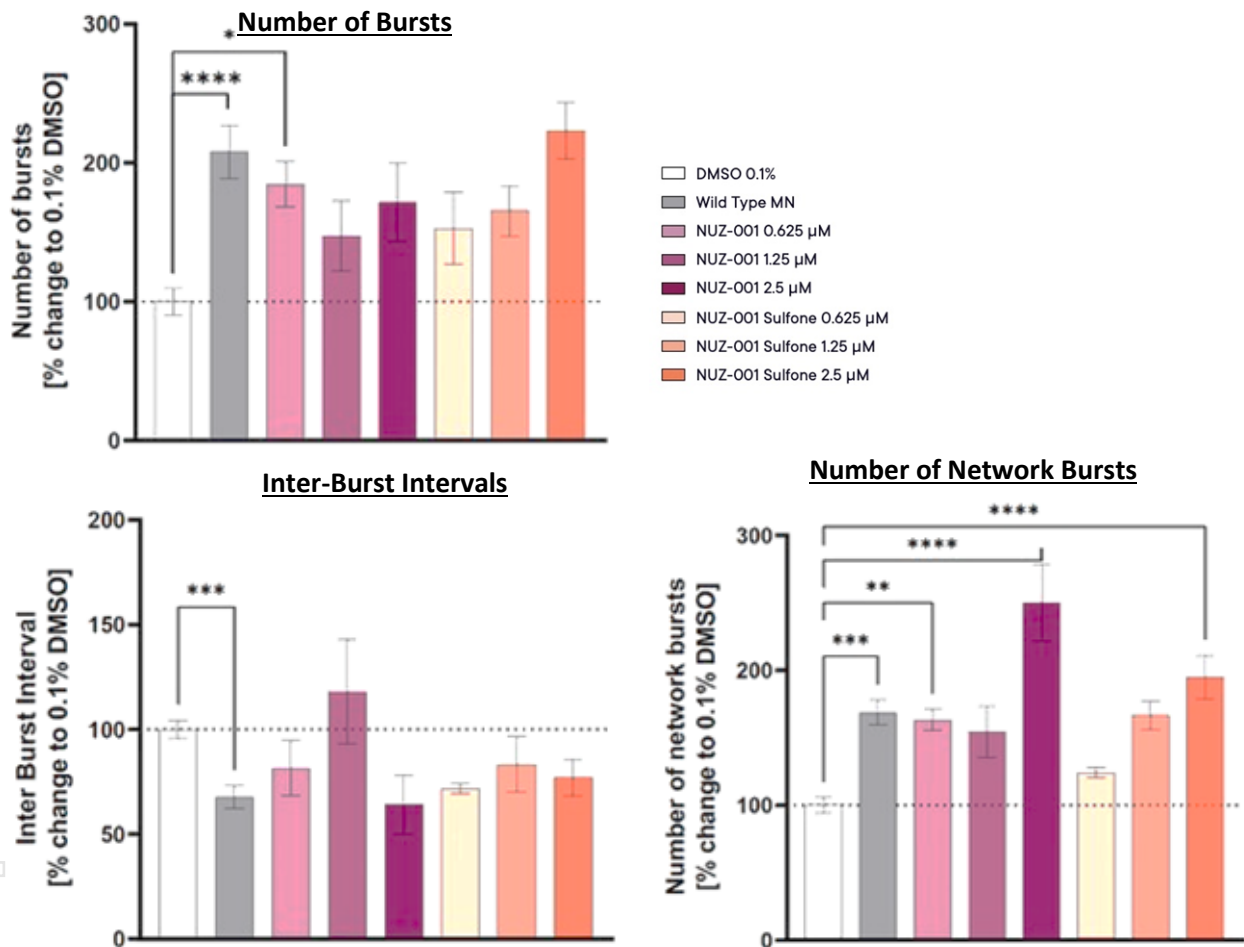 Number of Bursts
Number of bursts
[% change to 0.1% DMSO]
300
200
100
0
*
****
DMSO 0.1%
Wild Type MN
NUZ-001 0.625 µM
NUZ-001 1.25 µM
NUZ-001 2.5 µM
NUZ-001 Sulfone 0.625 µM
NUZ-001 Sulfone 1.25 µM
NUZ-001 Sulfone 2.5 µM
Inter-Burst Intervals
Inter Burst Interval
[% change to 0.1% DMSO]
200
150
100
50
0
***
Number of Network Bursts
Number of network bursts
[% change to 0.1% DMSO]
300
200
100
0
****
****
**
***